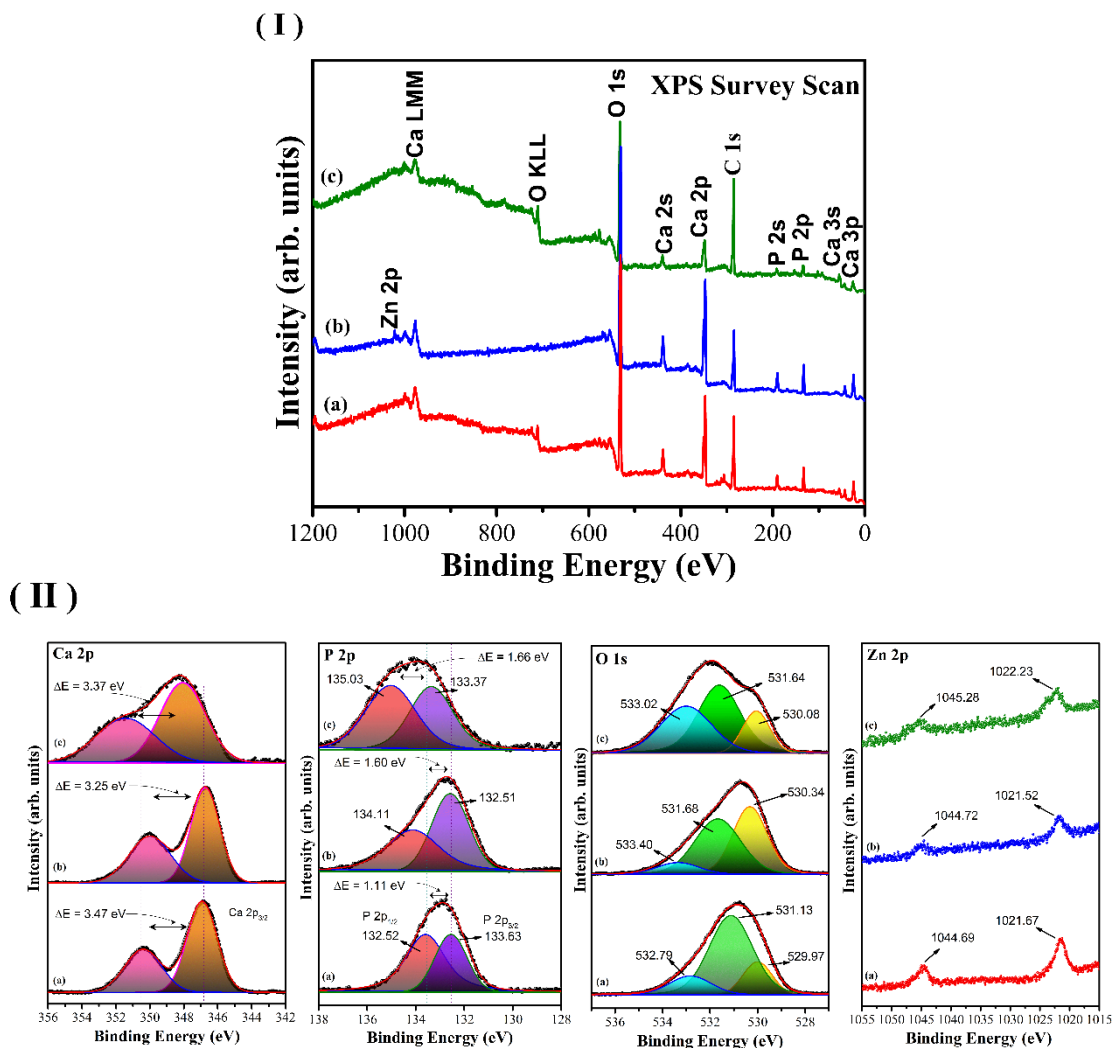 ( I )
XPS Survey Scan
Ca LMM
O KLL
O 1s
Ca 2s
Ca 2p
C 1s
P 2s
P 2p
Ca 3s
Ca 3p
Zn 2p
(c)
(b)
(a)
Intensity (arb. units)
1200 1000 800 600 400 200 0
Binding Energy (eV)
( II )
Ca 2p
ΔE = 3.37 eV
(c)
ΔE = 3.25 eV
(b)
ΔE = 3.47 eV
Ca 2p3/2
(a)
Intensity (arb. units)
356 354 352 350 348 346 344 342
Binding Energy (eV)
P 2p
ΔE = 1.66 eV
135.03
133.37
(c)
ΔE = 1.60 eV
132.51
134.11
(b)
ΔE = 1.11 eV
P 2p1/2
P 2p3/2
132.52
133.63
(a)
Intensity (arb. units)
138 136 134 132 130 128
Binding Energy (eV)
O 1s
531.64
533.02
530.08
(c)
530.34
531.68
533.40
(b)
531.13
532.79
529.97
(a)
Intensity (arb. units)
537 535 533 531 529 527
Binding Energy (eV)
Zn 2p
1022.23
1045.28
(c)
1021.52
1044.72
(b)
1021.67
1044.69
(a)
Intensity (arb. units)
1055 1050 1045 1040 1035 1030 1025 1020 1015
Binding Energy (eV)